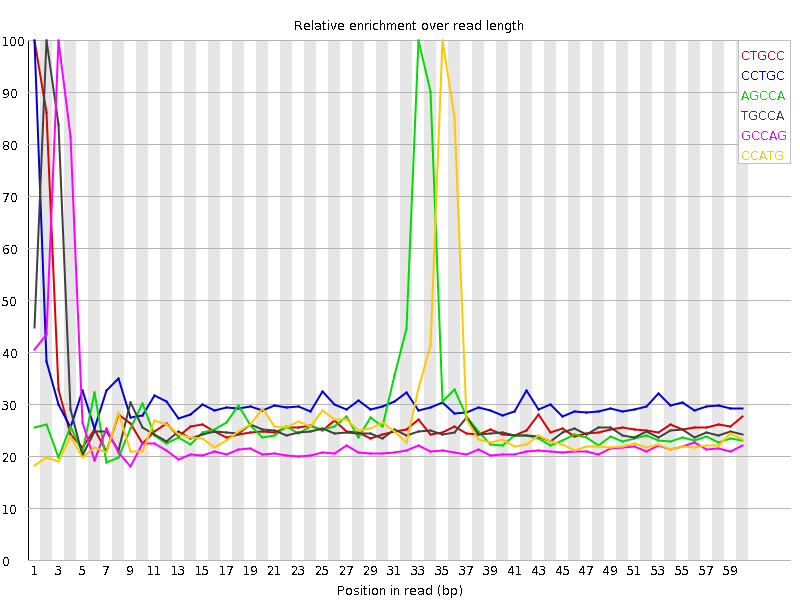 Relative enrichment over read length
100
90
80
70
60
50
40
30
20
10
0
CTGCC
CCTGC
AGCCA
TGCCA
GCCAG
CCATG
1 3 5 7 9 11 13 15 17 19 21 23 25 27 29 31 33 35 37 39 41 43 45 47 49 51 53 55 57 59
Position in read (bp)